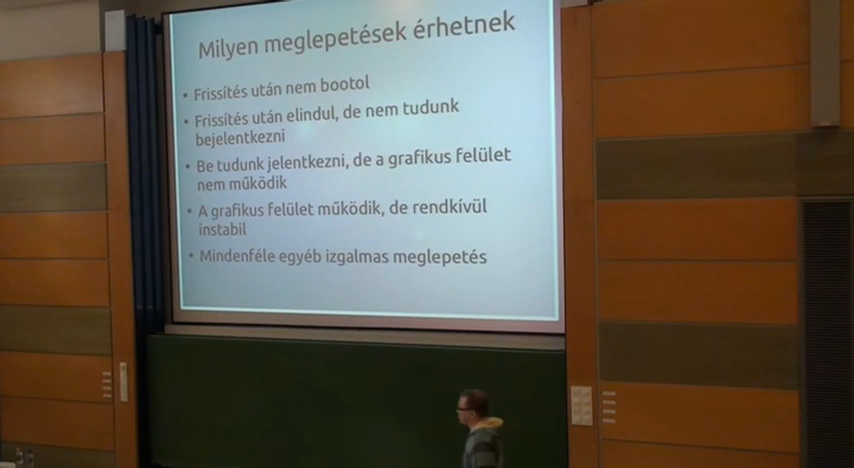 Milyen meglepetések érhetnek
• Frissítés után nem bootol
• Frissítés után elindul, de nem tudunk
bejelentkezni
• Be tudunk jelentkezni, de a grafikus felület
nem működik
• A grafikus felület működik, de rendkívül
instabil
• Mindenféle egyéb izgalmas meglepetés